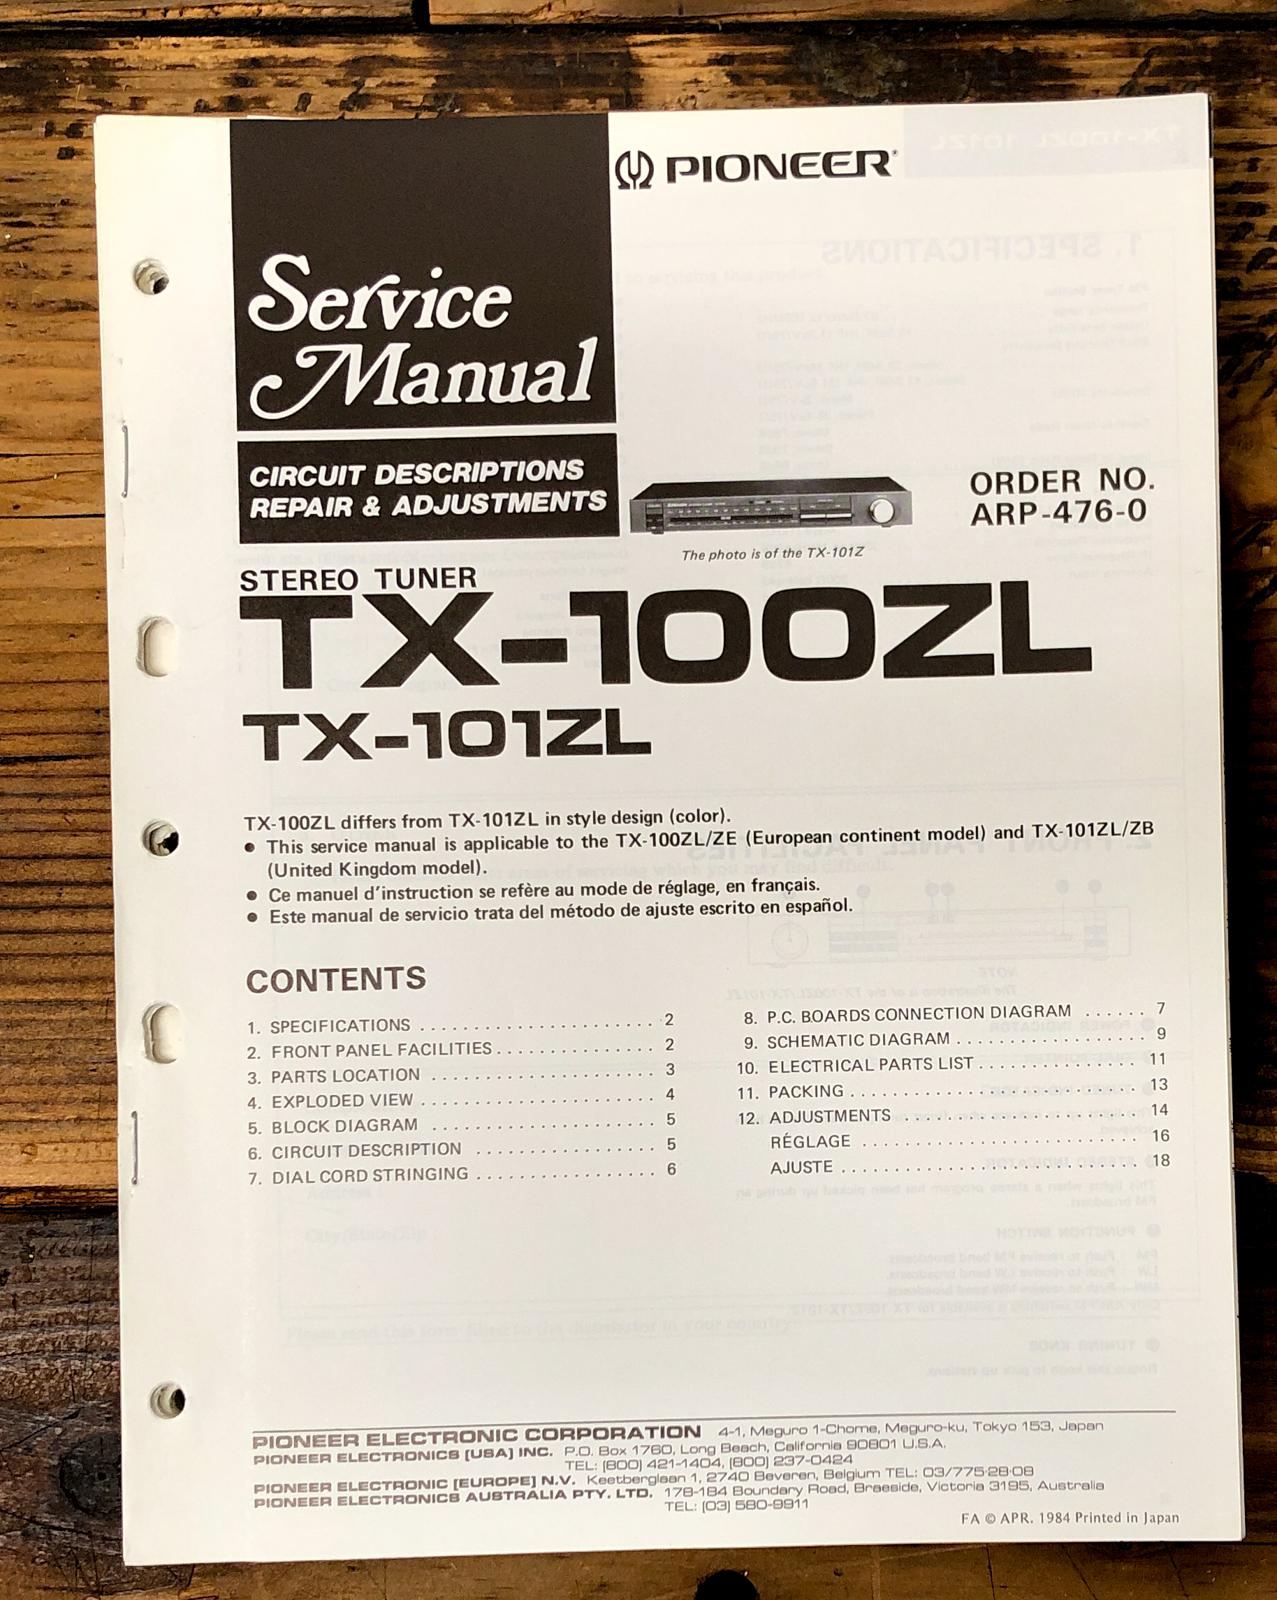 PIONEER
Service
Manual
CIRCUIT DESCRIPTIONS
REPAIR & ADJUSTMENTS
The photo is of the TX-101Z
ORDER NO.
ARP-476-0
STEREO TUNER
TX-100ZL
TX-101ZL
TX-100ZL differs from TX-101ZL in style design (color).
● This service manual is applicable to the TX-100ZL/ZE (European continent model) and TX-101ZL/ZB
(United Kingdom model).
● Ce manuel d'instruction se refère au mode de réglage, en français.
● Este manual de servicio trata del método de ajuste escrito en español.
CONTENTS
1. SPECIFICATIONS . . . . . . . . . . . . . . . . . . . . . . . 2
2. FRONT PANEL FACILITIES . . . . . . . . . . . . . . . . 2
3. PARTS LOCATION . . . . . . . . . . . . . . . . . . . . . . 3
4. EXPLODED VIEW . . . . . . . . . . . . . . . . . . . . . . . 4
5. BLOCK DIAGRAM . . . . . . . . . . . . . . . . . . . . . . 5
6. CIRCUIT DESCRIPTION . . . . . . . . . . . . . . . . . . 5
7. DIAL CORD STRINGING . . . . . . . . . . . . . . . . . . 6
8. P.C. BOARDS CONNECTION DIAGRAM . . . . . . 7
9. SCHEMATIC DIAGRAM . . . . . . . . . . . . . . . . . . 9
10. ELECTRICAL PARTS LIST . . . . . . . . . . . . . . . . 11
11. PACKING . . . . . . . . . . . . . . . . . . . . . . . . . . . . 13
12. ADJUSTMENTS . . . . . . . . . . . . . . . . . . . . . . . 14
RÉGLAGE . . . . . . . . . . . . . . . . . . . . . . . . . . . 16
AJUSTE . . . . . . . . . . . . . . . . . . . . . . . . . . . . . 18
PIONEER ELECTRONIC CORPORATION 4-1, Meguro 1-Chome, Meguro-ku, Tokyo 153, Japan
PIONEER ELECTRONICS [USA] INC. P.O. Box 1760, Long Beach, California 90801 U.S.A.
TEL: [800] 421-1404, [800] 237-0424
PIONEER ELECTRONIC [EUROPE] N.V. Keetberglaan 1, 2740 Beveren, Belgium TEL: 03/775·28·08
PIONEER ELECTRONICS AUSTRALIA PTY. LTD. 178-184 Boundary Road, Braeside, Victoria 3195, Australia
TEL: [03] 580-9911
FA © APR. 1984 Printed in Japan